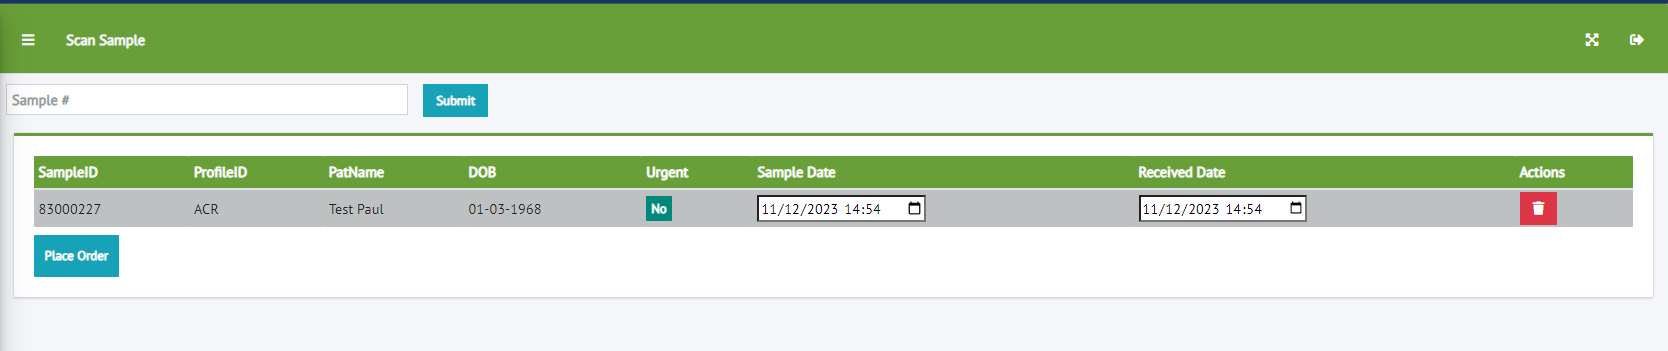 Scan Sample
Sample #
Submit
SampleID ProfileID PatName DOB Urgent Sample Date Received Date Actions
83000227 ACR Test Paul 01-03-1968 No 11/12/2023 14:54 11/12/2023 14:54
Place Order